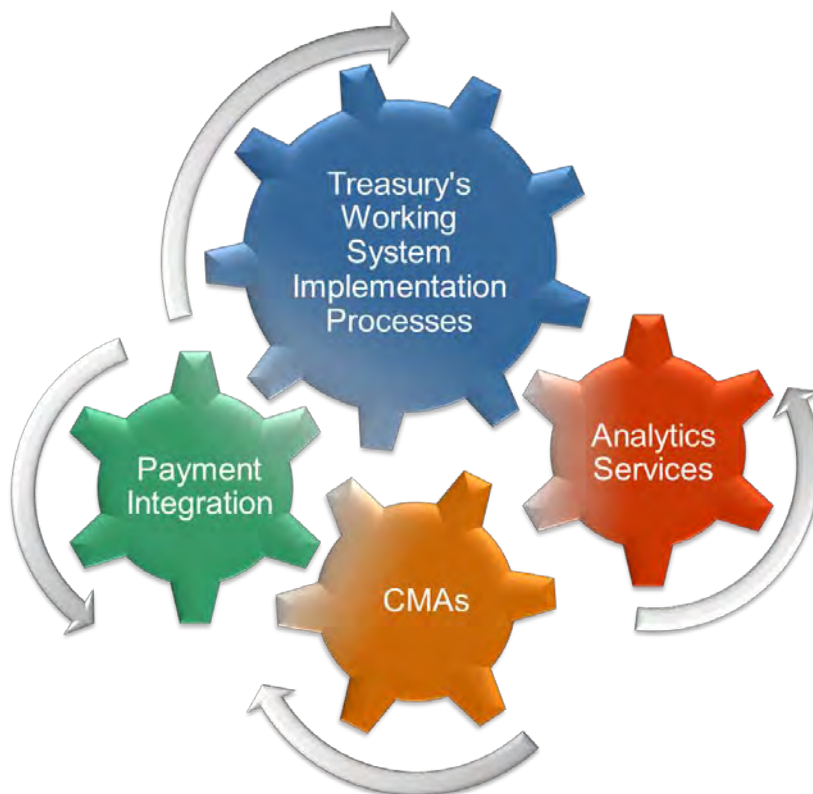 Treasury's
Working
System
Implementation
Processes
Analytics
Services
Payment
Integration
CMAs